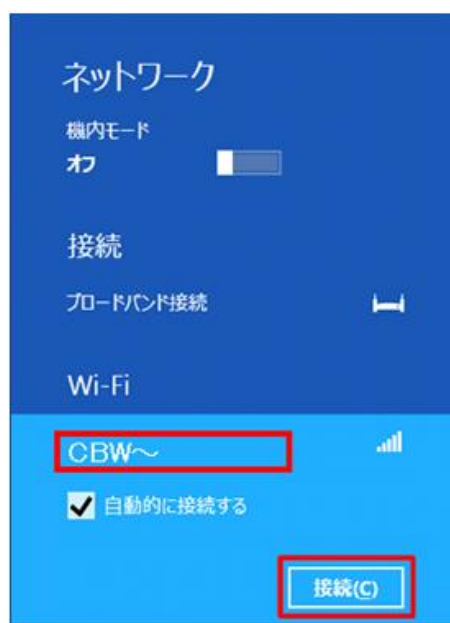 ネットワーク
機内モード
オフ
接続
ブロードバンド接続
Wi-Fi
CBW～
自動的に接続する
接続(C)